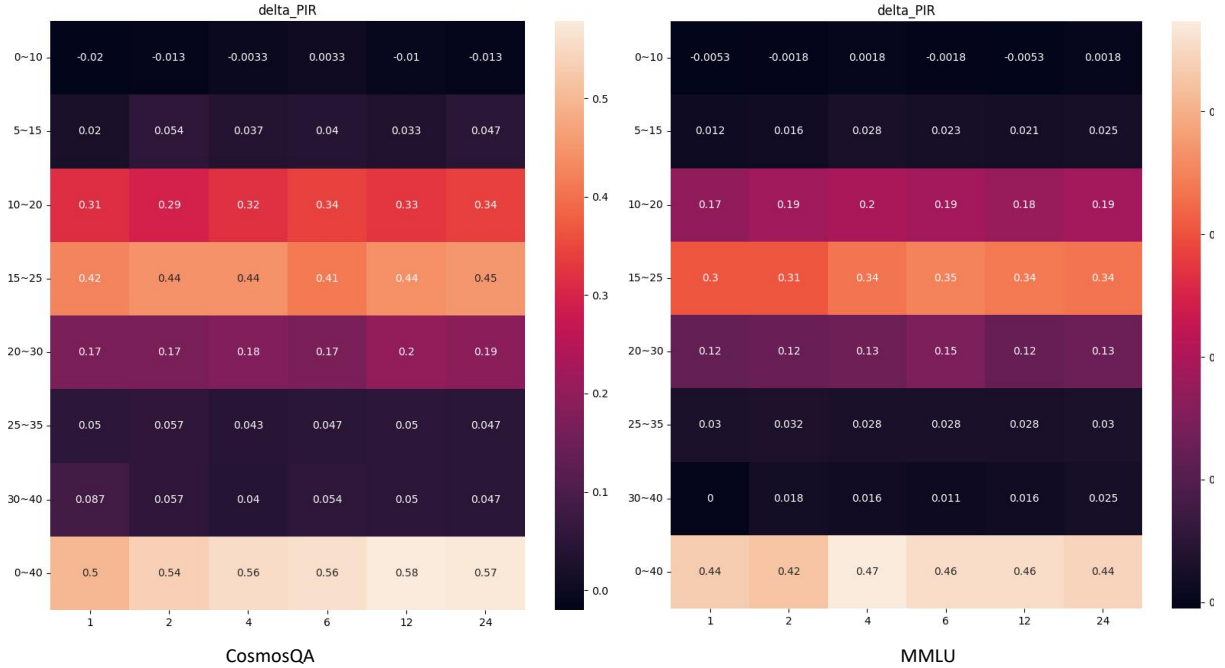 delta_PIR
0~10 -0.02 -0.013 -0.0033 0.0033 -0.01 -0.013
5~15 0.02 0.054 0.037 0.04 0.033 0.047
10~20 0.31 0.29 0.32 0.34 0.33 0.34
15~25 0.42 0.44 0.44 0.41 0.44 0.45
20~30 0.17 0.17 0.18 0.17 0.2 0.19
25~35 0.05 0.057 0.043 0.047 0.05 0.047
30~40 0.087 0.057 0.04 0.054 0.05 0.047
0~40 0.5 0.54 0.56 0.56 0.58 0.57
1 2 4 6 12 24
0.5
0.4
0.3
0.2
0.1
0.0
CosmosQA
delta_PIR
0~10 -0.0053 -0.0018 0.0018 -0.0018 -0.0053 0.0018
5~15 0.012 0.016 0.028 0.023 0.021 0.025
10~20 0.17 0.19 0.2 0.19 0.18 0.19
15~25 0.3 0.31 0.34 0.35 0.34 0.34
20~30 0.12 0.12 0.13 0.15 0.12 0.13
25~35 0.03 0.032 0.028 0.028 0.028 0.03
30~40 0 0.018 0.016 0.011 0.016 0.025
0~40 0.44 0.42 0.47 0.46 0.46 0.44
1 2 4 6 12 24
MMLU